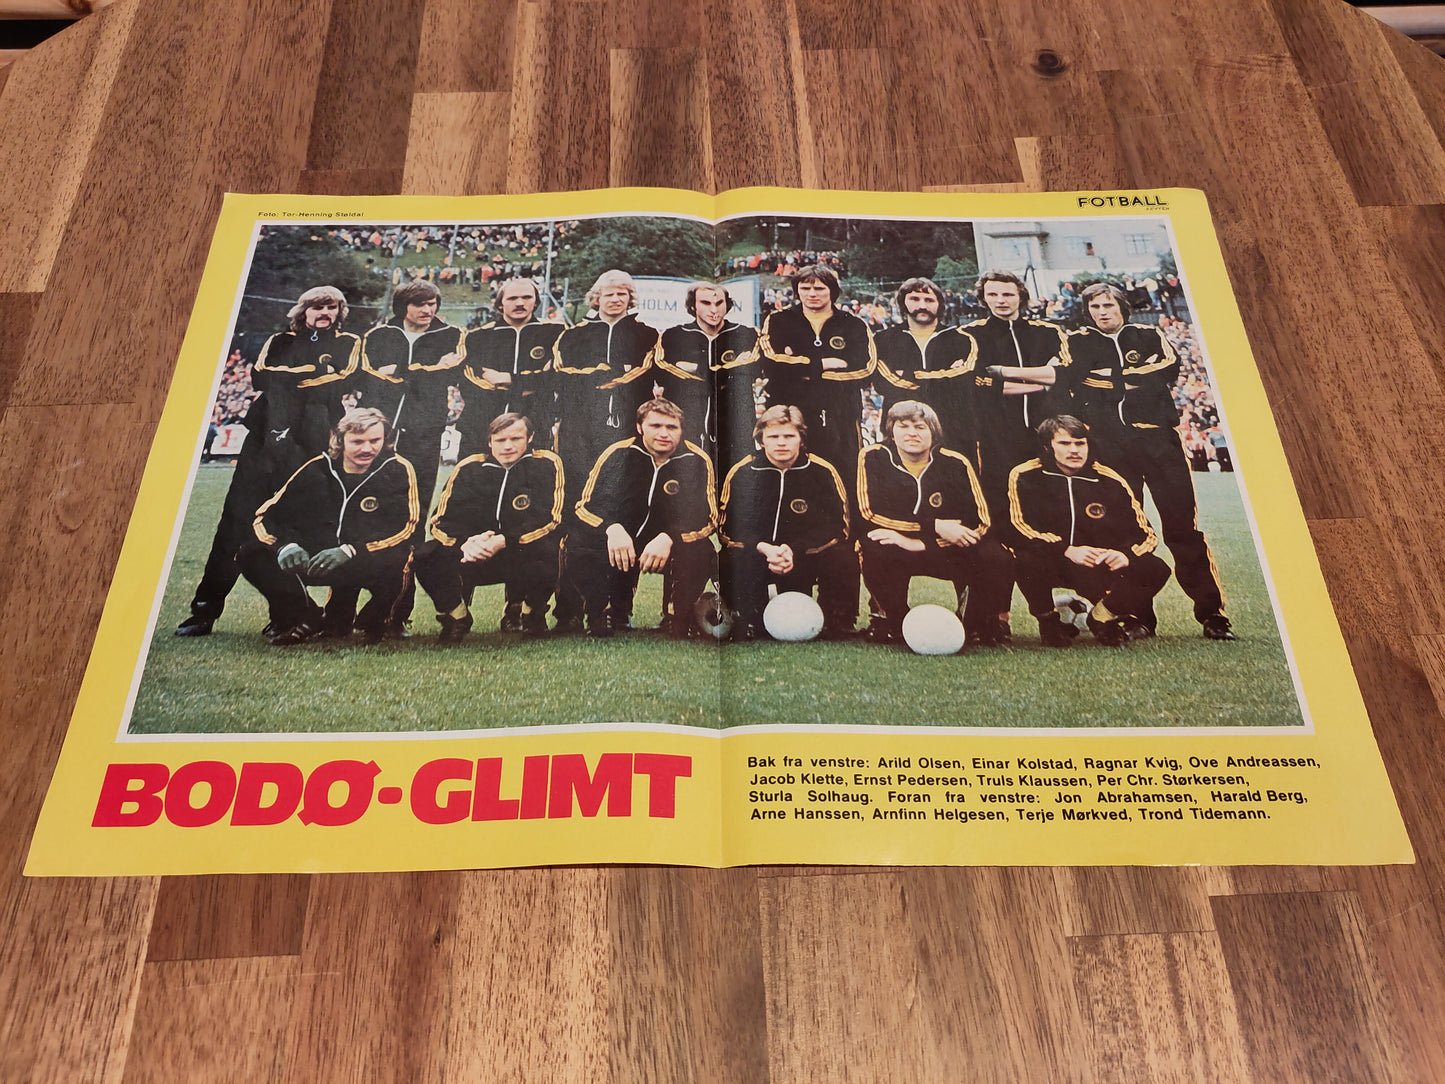 Foto: Tor-Henning Støldal
FOTBALL
HOLM
BODØ-GLIMT
Bak fra venstre: Arild Olsen, Einar Kolstad, Ragnar Kvig, Ove Andreassen,
Jacob Klette, Ernst Pedersen, Truls Klaussen, Per Chr. Størkersen,
Sturla Solhaug. Foran fra venstre: Jon Abrahamsen, Harald Berg,
Arne Hanssen, Arnfinn Helgesen, Terje Mørkved, Trond Tidemann.